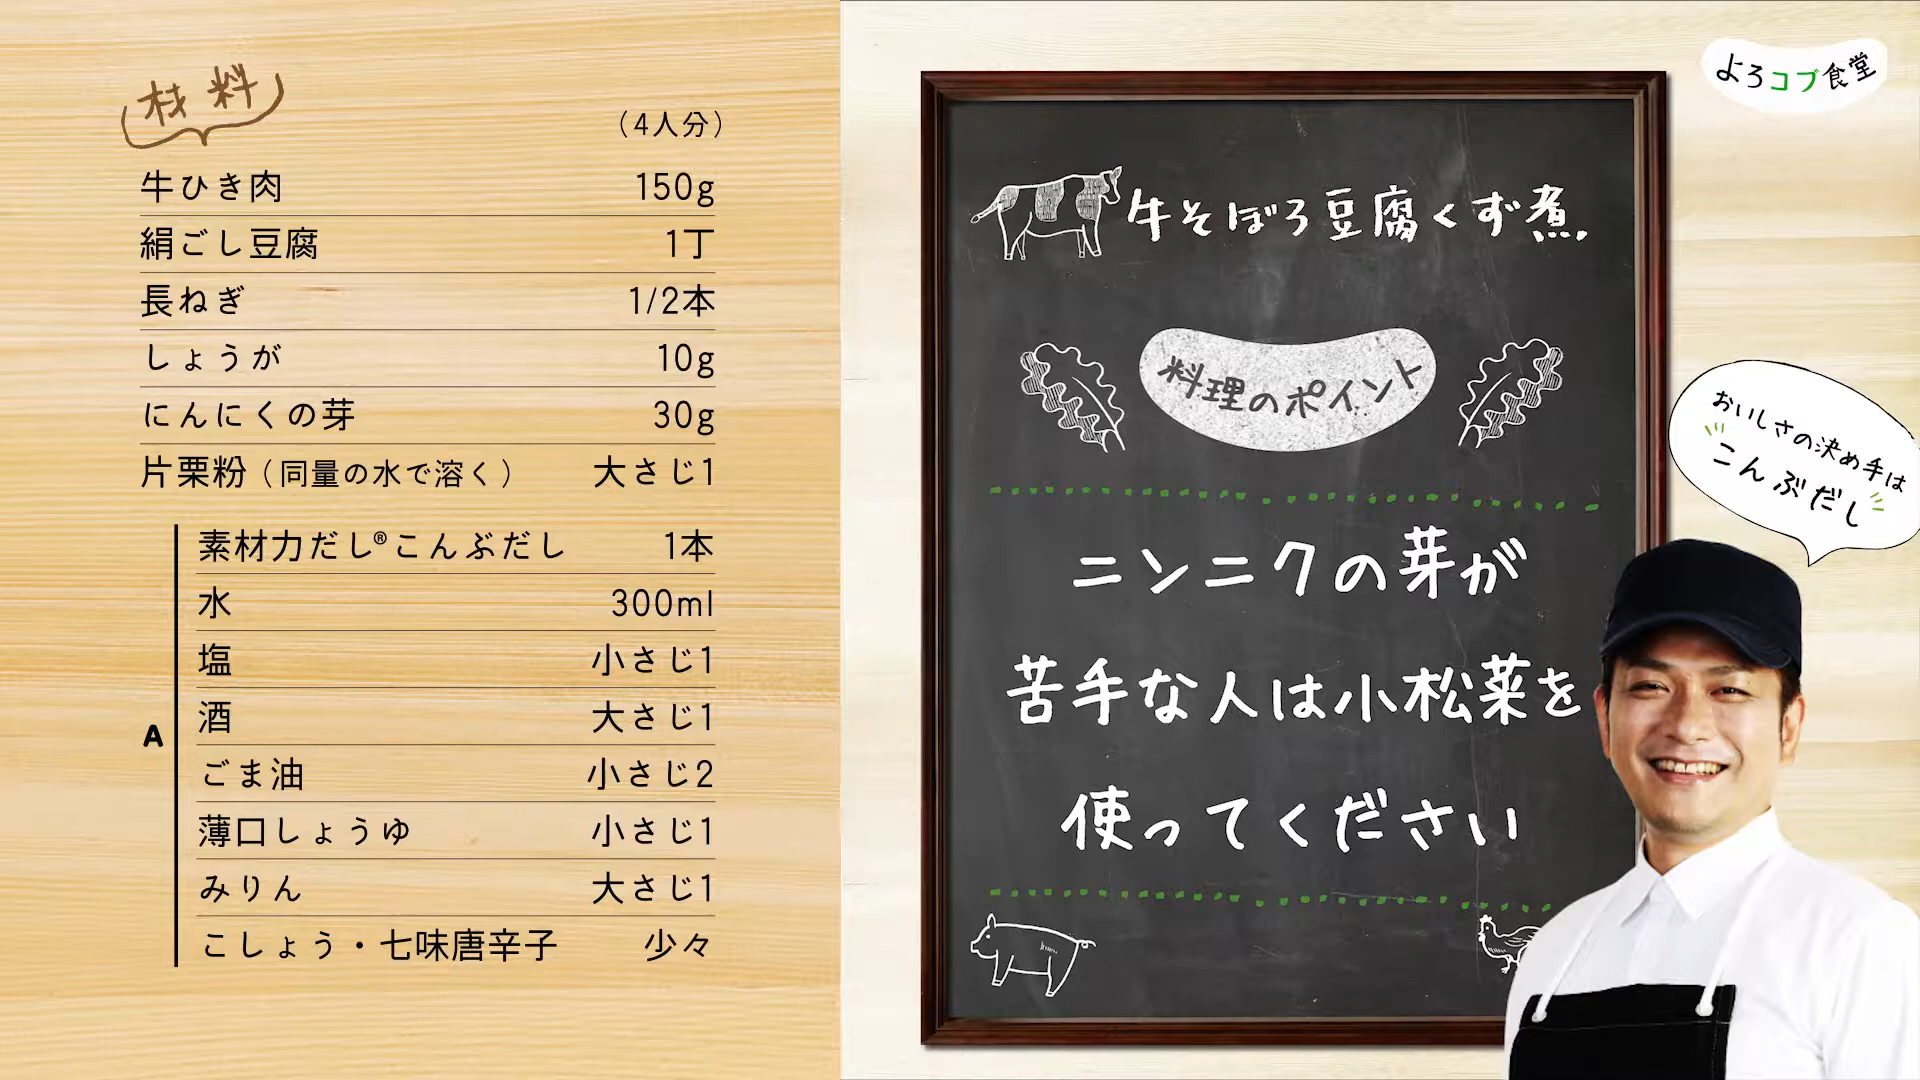 材料
（4人分）
牛ひき肉 150g
絹ごし豆腐 1丁
長ねぎ 1/2本
しょうが 10g
にんにくの芽 30g
片栗粉（同量の水で溶く） 大さじ1
A
素材力だし®こんぶだし 1本
水 300ml
塩 小さじ1
酒 大さじ1
ごま油 小さじ2
薄口しょうゆ 小さじ1
みりん 大さじ1
こしょう・七味唐辛子 少々
よろコブ食堂
牛そぼろ豆腐くず煮
料理のポイント
ニンニクの芽が
苦手な人は小松菜を
使ってください
おいしさの決め手は
こんぶだし